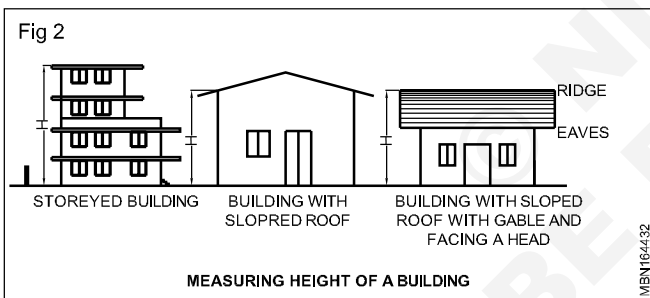 Fig 2
H
H
H
RIDGE
EAVES
STOREYED BUILDING
BUILDING WITH
SLOPRED ROOF
BUILDING WITH SLOPED
ROOF WITH GABLE AND
FACING A HEAD
MEASURING HEIGHT OF A BUILDING
MBN164432